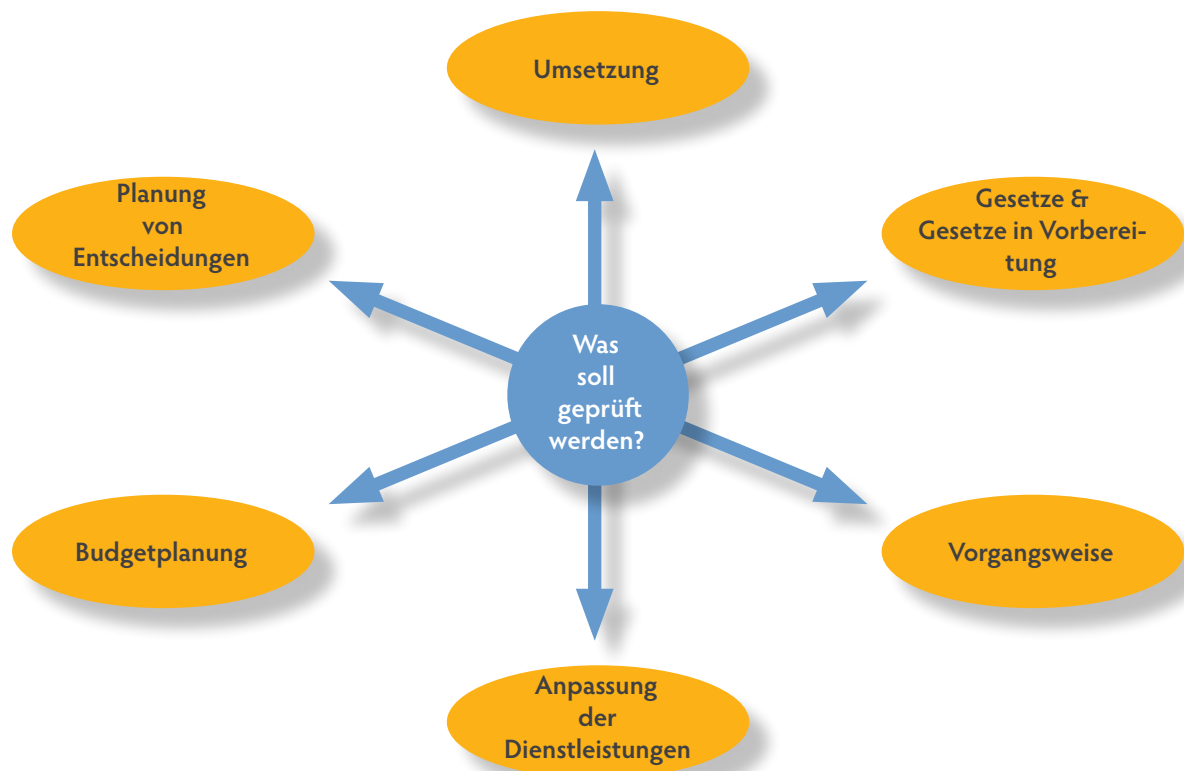 Umsetzung
Planung
von
Entscheidungen
Gesetze &
Gesetze in Vorberei-
tung
Was
soll
geprüft
werden?
Budgetplanung
Vorgangsweise
Anpassung
der
Dienstleistungen